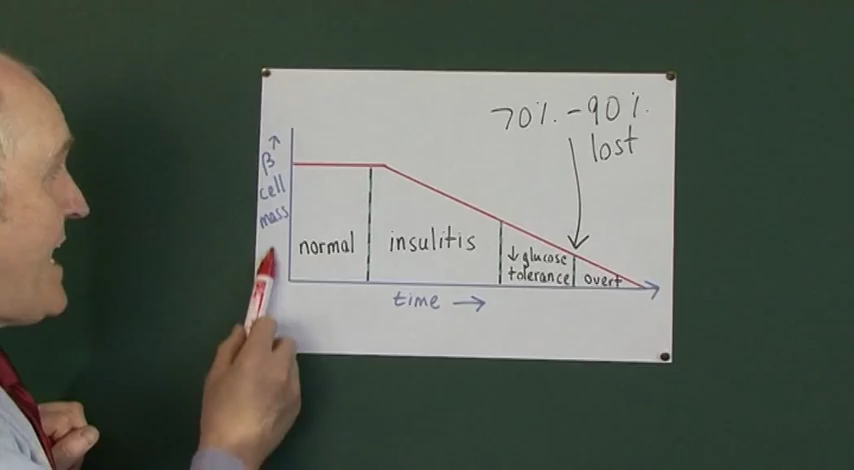 70%. - 90%.
lost
β →
cell
mass
normal
insulitis
↓ glucose
tolerance
overt
time →